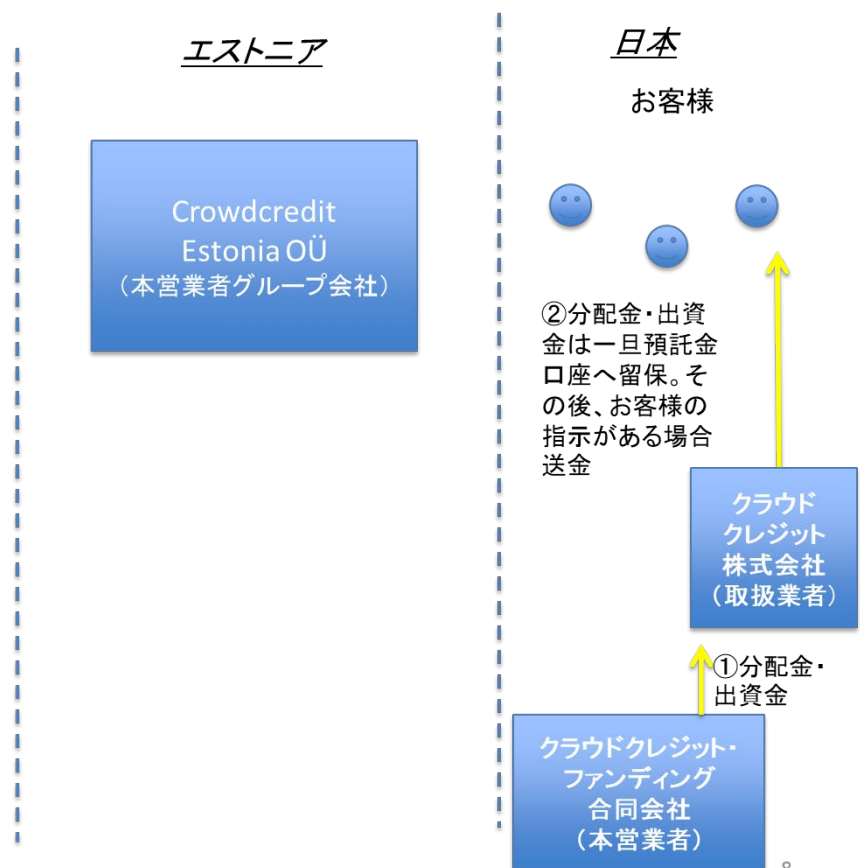 エストニア
日本
お客様
Crowdcredit
Estonia OÜ
（本営業者グループ会社）
②分配金・出資
金は一旦預託金
口座へ留保。そ
の後、お客様の
指示がある場合
送金
クラウド
クレジット
株式会社
（取扱業者）
①分配金・
出資金
クラウドクレジット・
ファンディング
合同会社
（本営業者）